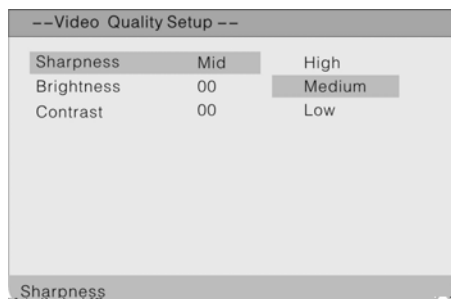 --Video Quality Setup --
Sharpness Mid High
Brightness 00 Medium
Contrast 00 Low
Sharpness